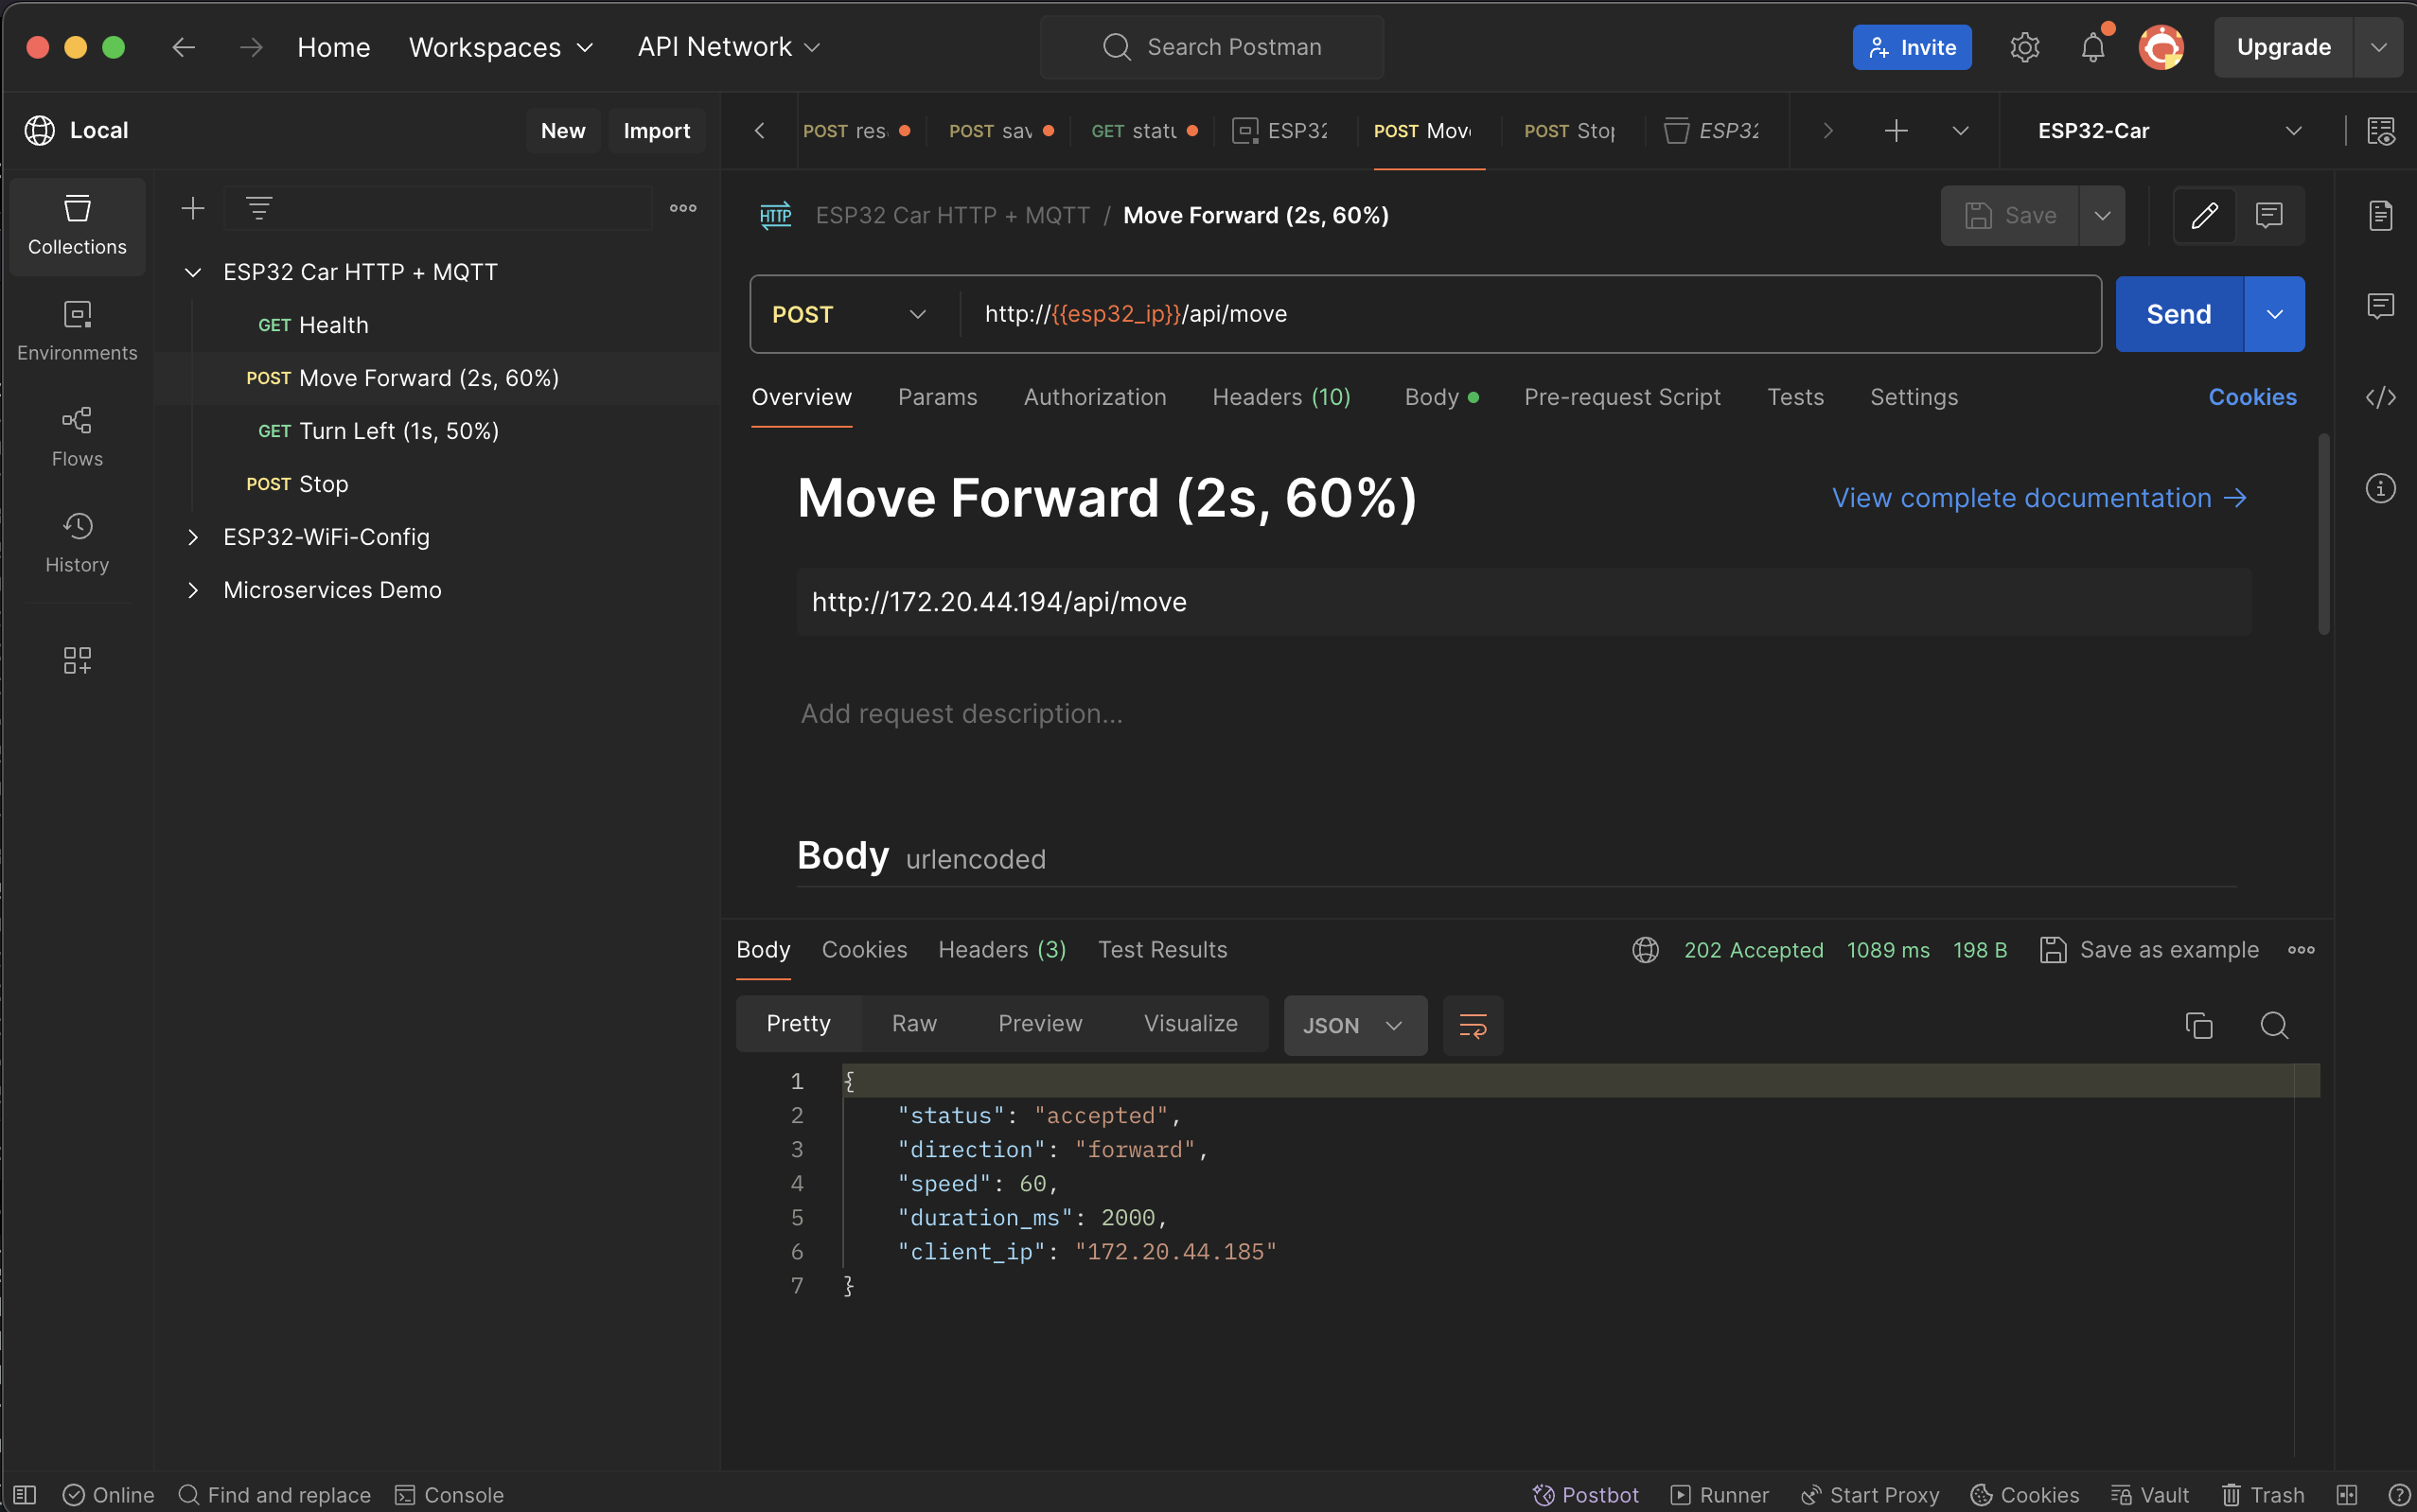 Home Workspaces API Network Search Postman Invite Upgrade
Local New Import POST res POST sav GET statu ESP32 POST Mov POST Stop ESP32 ESP32-Car
Collections
Environments
Flows
History
ESP32 Car HTTP + MQTT
GET Health
POST Move Forward (2s, 60%)
GET Turn Left (1s, 50%)
POST Stop
ESP32-WiFi-Config
Microservices Demo
HTTP ESP32 Car HTTP + MQTT / Move Forward (2s, 60%) Save
POST http://{{esp32_ip}}/api/move Send
Overview Params Authorization Headers (10) Body Pre-request Script Tests Settings Cookies
Move Forward (2s, 60%) View complete documentation →
http://172.20.44.194/api/move
Add request description...
Body urlencoded
Body Cookies Headers (3) Test Results 202 Accepted 1089 ms 198 B Save as example
Pretty Raw Preview Visualize JSON
1 {
2 "status": "accepted",
3 "direction": "forward",
4 "speed": 60,
5 "duration_ms": 2000,
6 "client_ip": "172.20.44.185"
7 }
Online Find and replace Console Postbot Runner Start Proxy Cookies Vault Trash